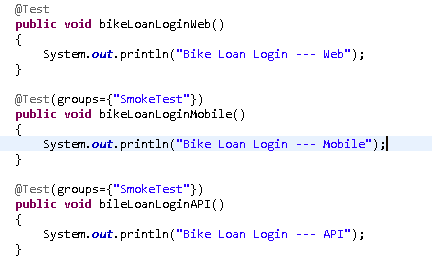 @Test
public void bikeLoanLoginWeb()
{
System.out.println("Bike Loan Login --- Web");
}
@Test(groups={"SmokeTest"})
public void bikeLoanLoginMobile()
{
System.out.println("Bike Loan Login --- Mobile");
}
@Test(groups={"SmokeTest"})
public void bileLoanLoginAPI()
{
System.out.println("Bike Loan Login --- API");
}